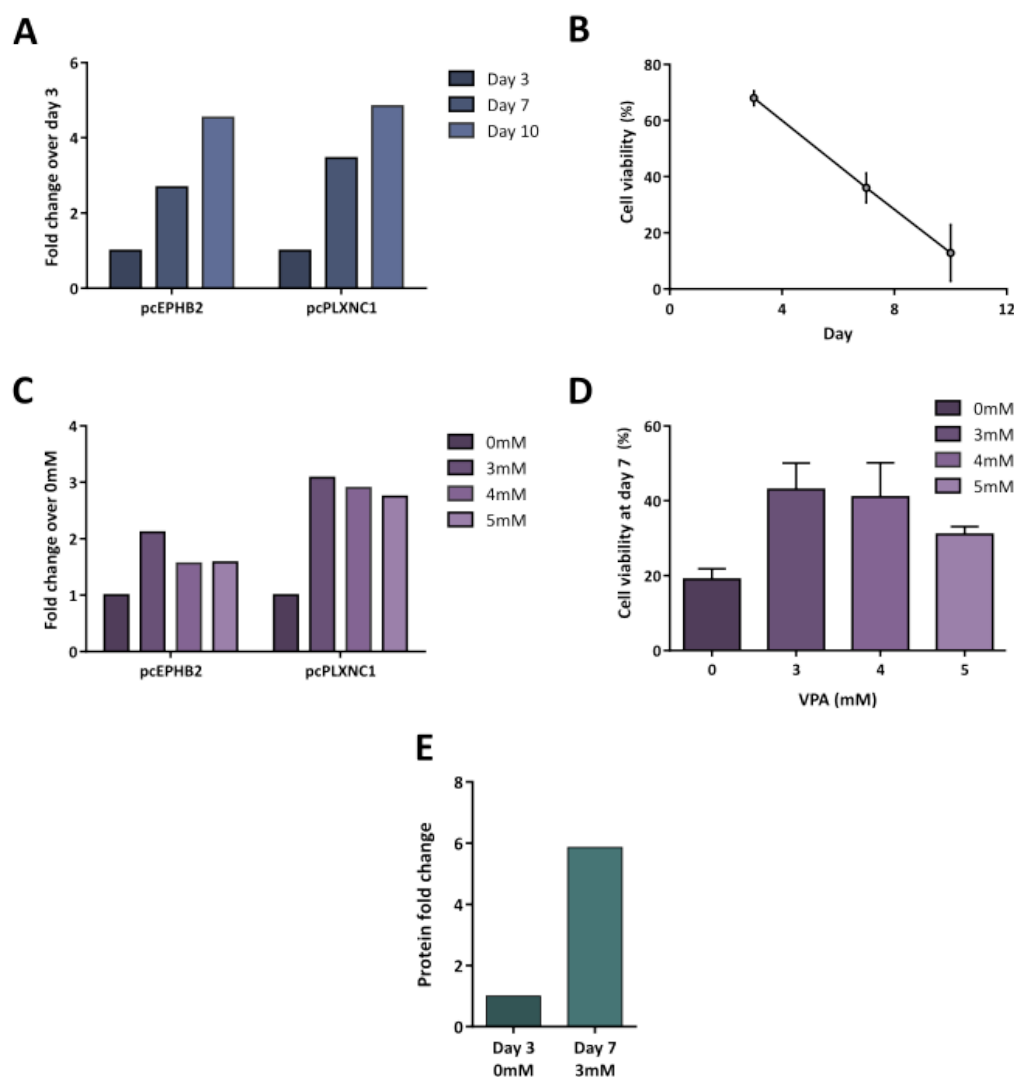 A
Fold change over day 3
6
4
2
0
pcEPHB2
pcPLXNC1
Day 3
Day 7
Day 10
B
Cell viability (%)
80
60
40
20
0
0
4
8
12
Day
C
Fold change over 0mM
4
3
2
1
0
pcEPHB2
pcPLXNC1
0mM
3mM
4mM
5mM
D
Cell viability at day 7 (%)
60
40
20
0
0
3
4
5
VPA (mM)
0mM
3mM
4mM
5mM
E
Protein fold change
8
6
4
2
0
Day 3
0mM
Day 7
3mM